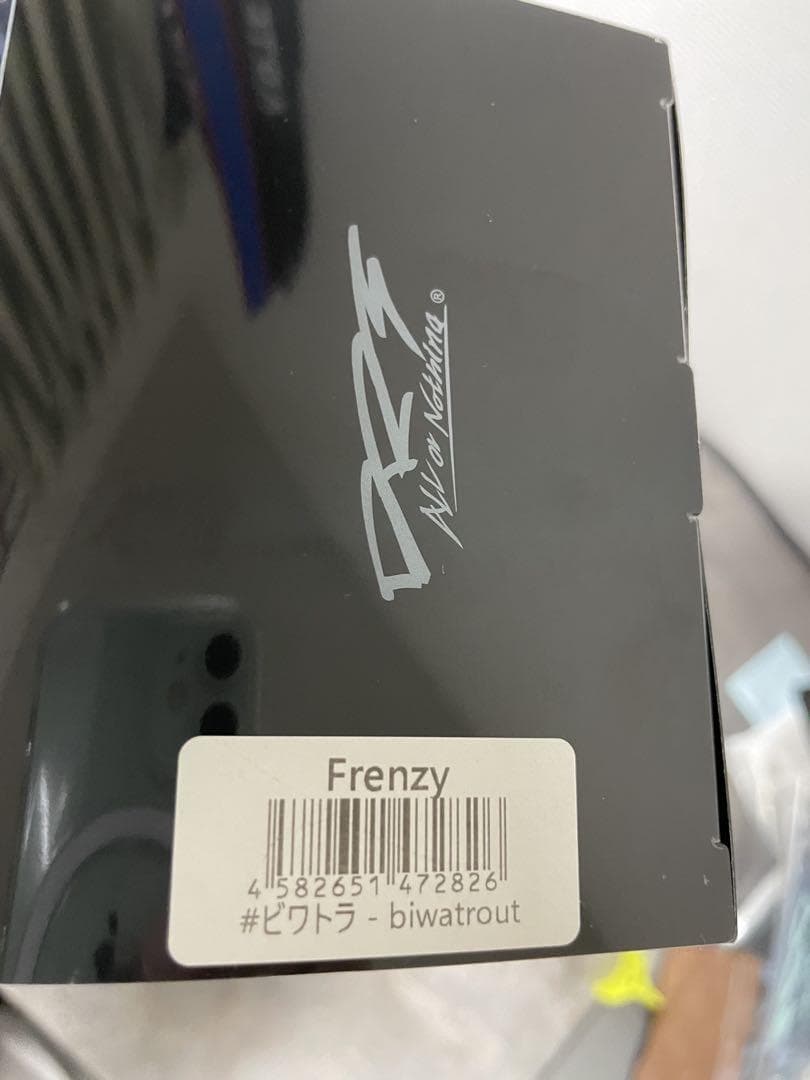 DRT
All or Nothing®
Frenzy
4 582651 472826
#ビワトラ - biwatrout